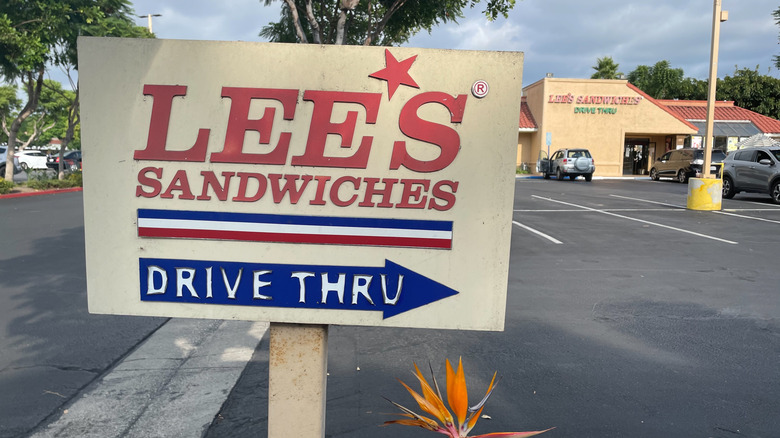 LEE'S
®
SANDWICHES
DRIVE THRU
LEE'S SANDWICHES
DRIVE THRU